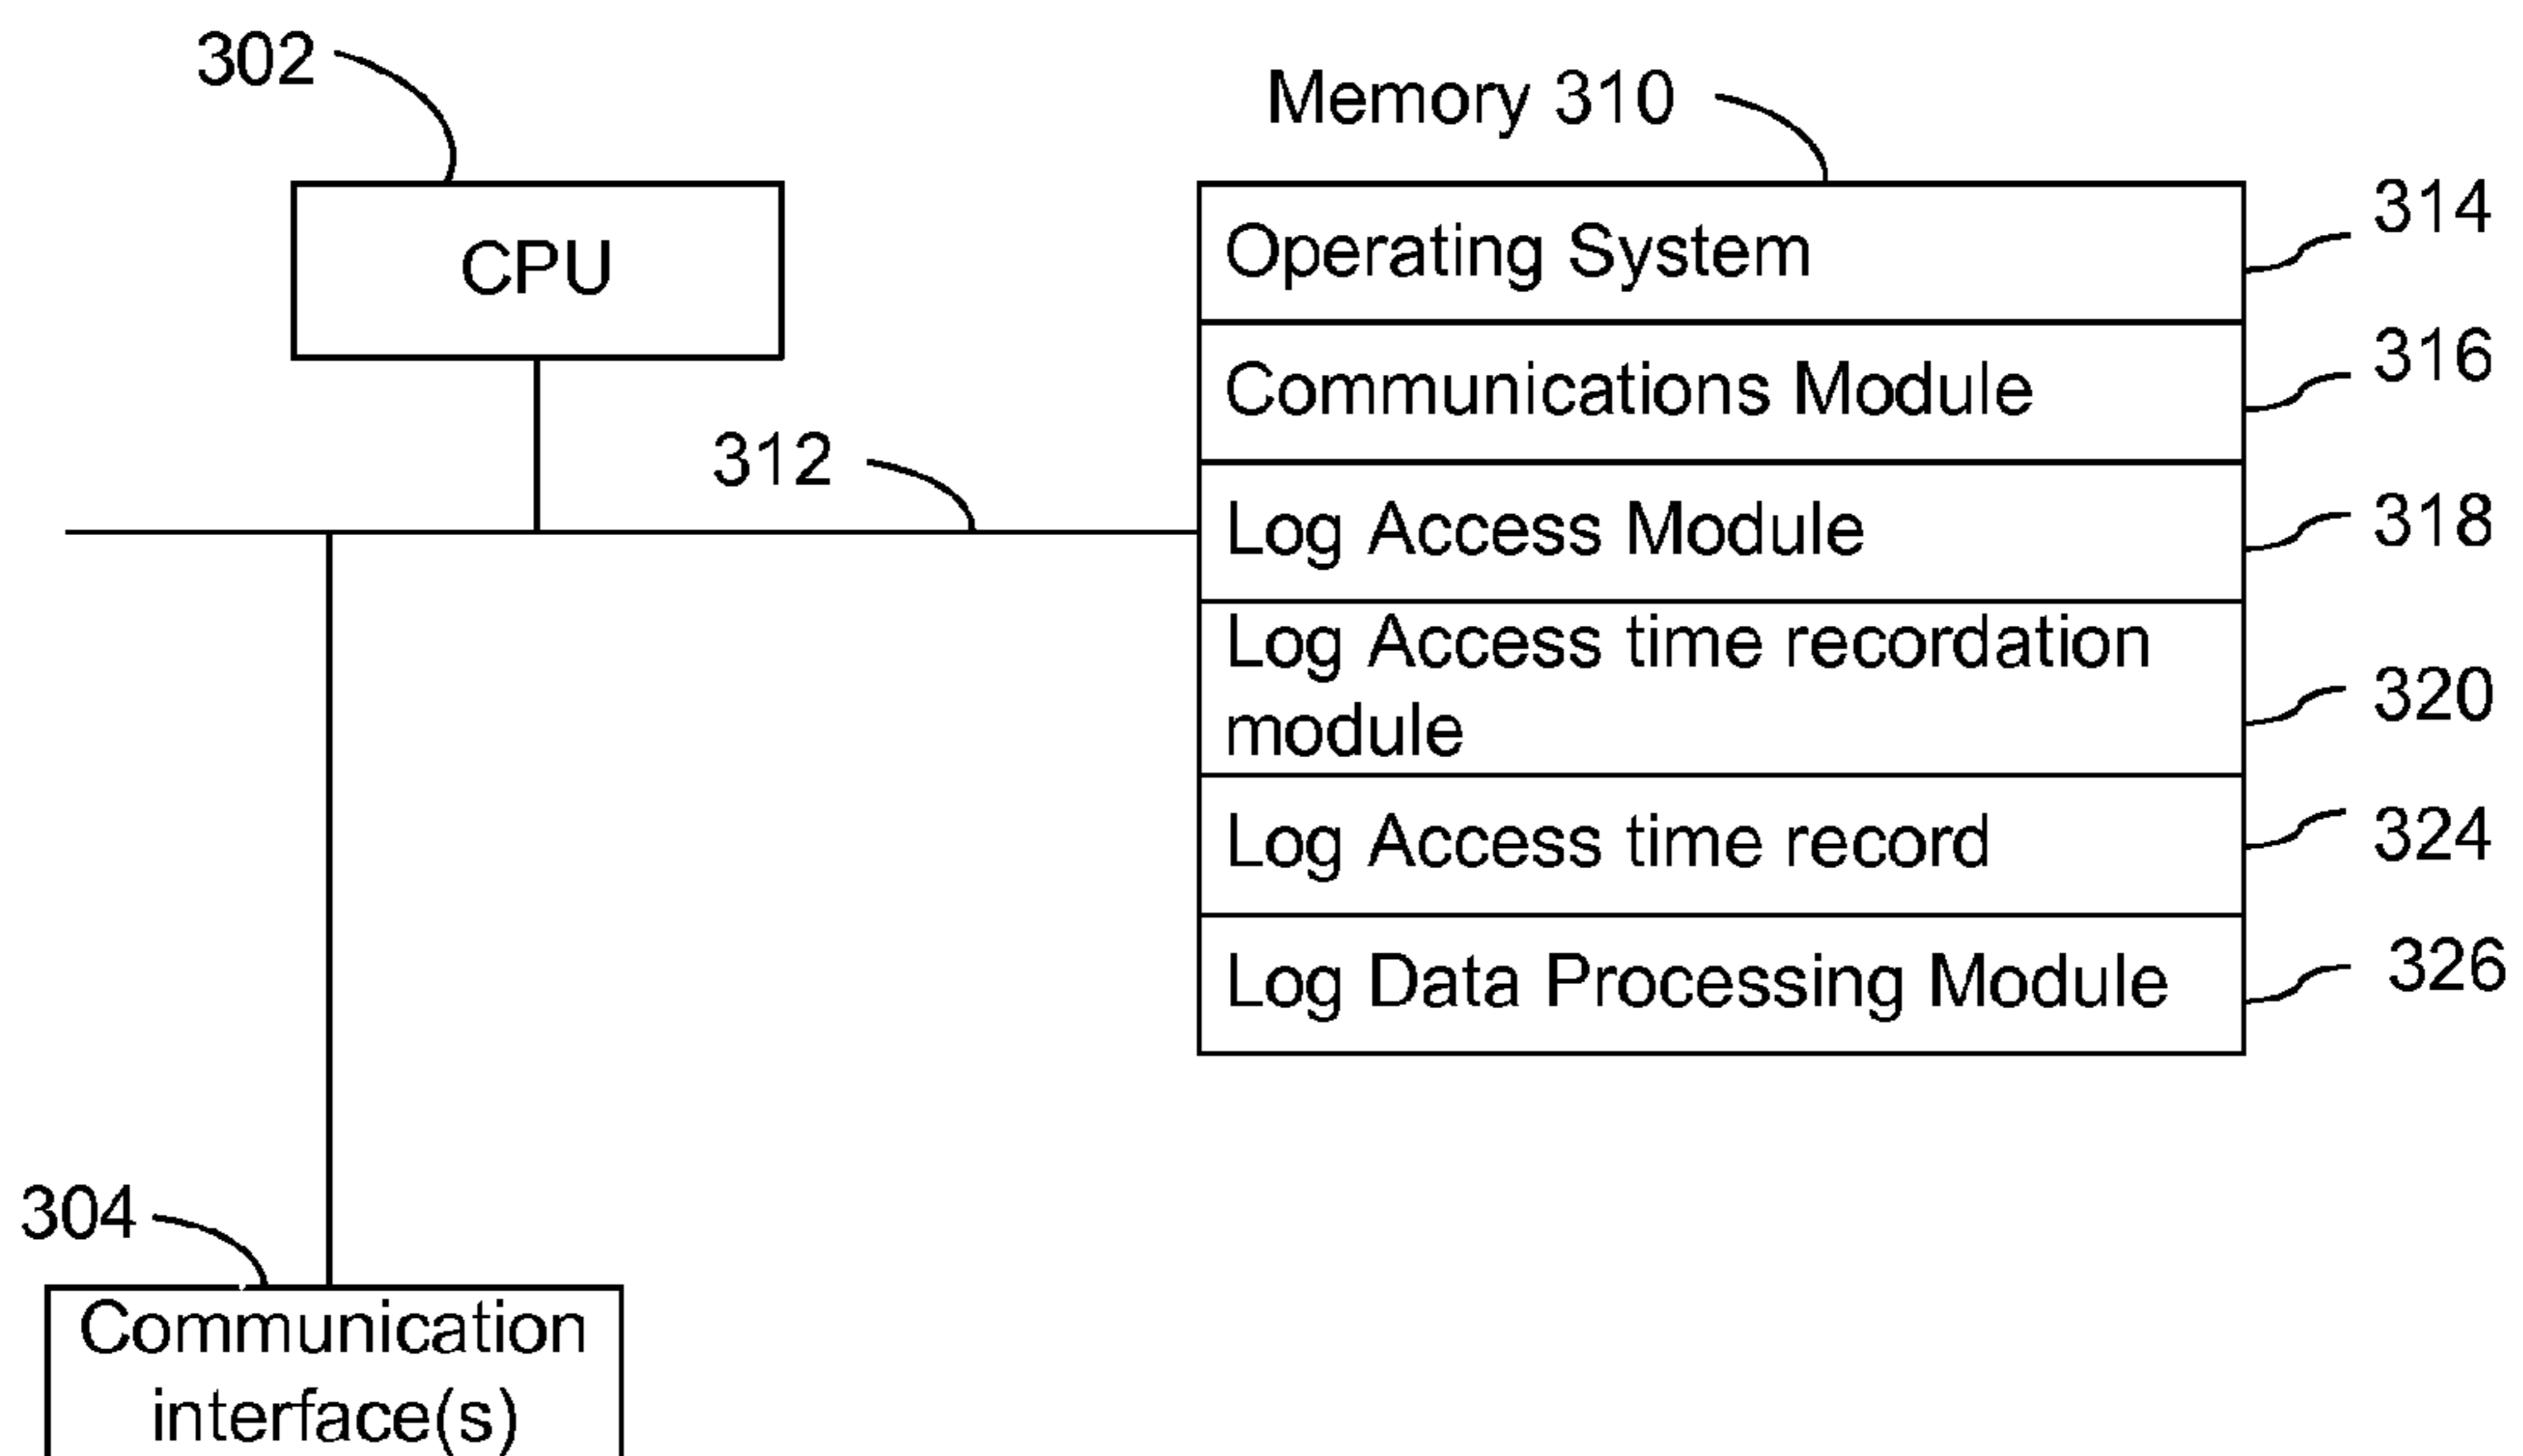 302
Memory 310
CPU
Operating System
314
Communications Module
316
312
Log Access Module
318
Log Access time recordation
module
320
Log Access time record
324
Log Data Processing Module
326
304
Communication
interface(s)